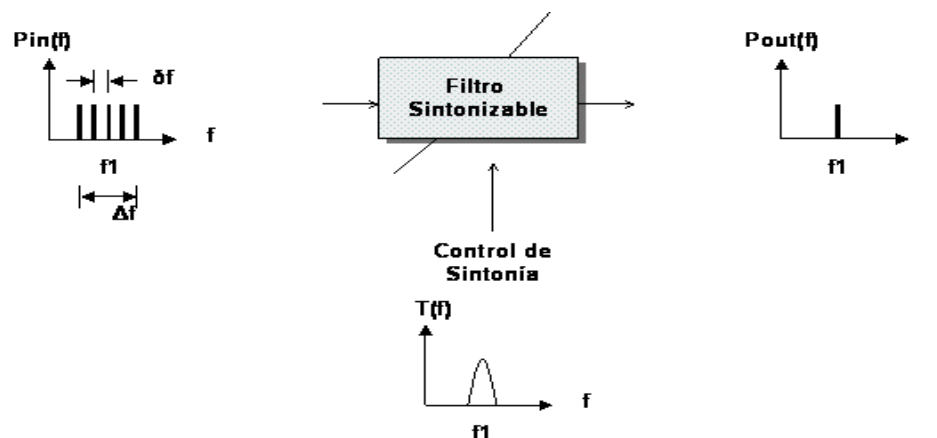 Pin(f)
δf
f
f1
Δf
Filtro
Sintonizable
Pout(f)
f1
Control de
Sintonía
T(f)
f
f1